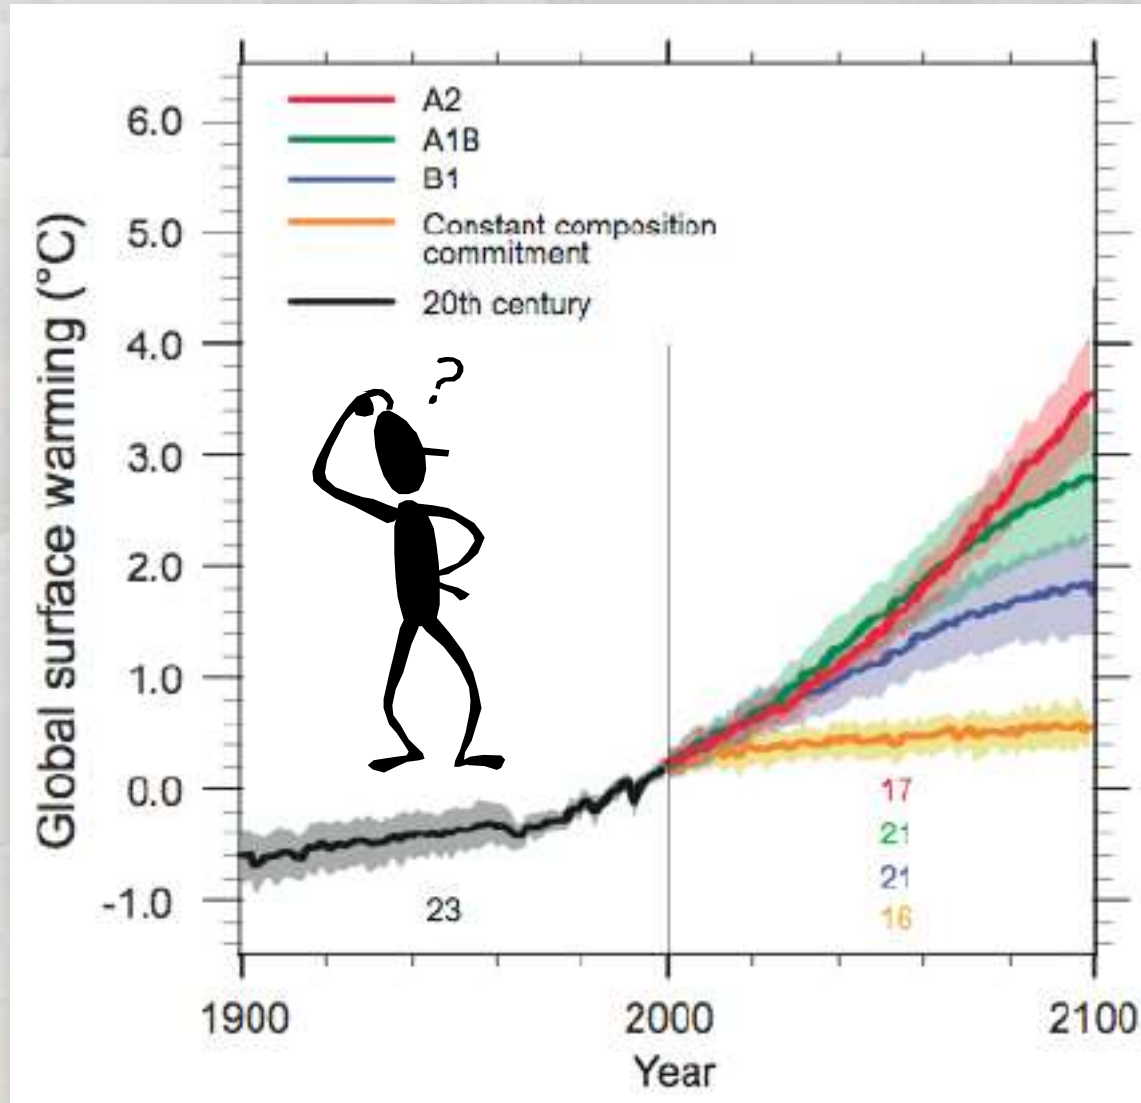 A2
A1B
B1
Constant composition
commitment
20th century
?
6.0
5.0
4.0
3.0
2.0
1.0
0.0
-1.0
Global surface warming (°C)
17
21
21
16
23
1900
2000
2100
Year